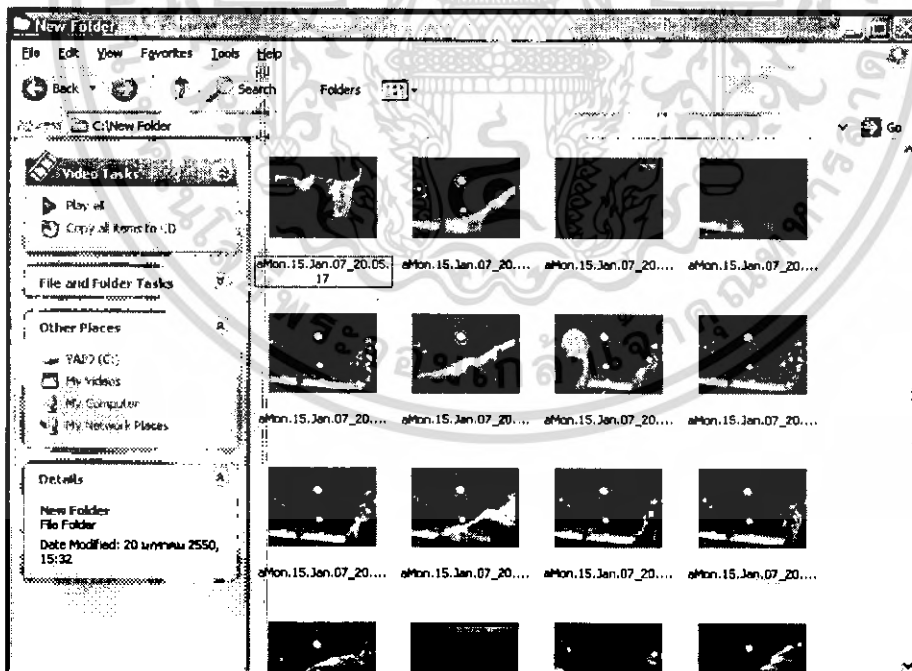 New Folder
File Edit View Favorites Tools Help
Back Search Folders
C:\New Folder Go
Video Tasks
Play all
Copy all items to CD
File and Folder Tasks
Other Places
My Videos
My Computer
My Network Places
Details
New Folder
File Folder
Date Modified: 20 มกราคม 2550,
15:32
aMon.15.Jan.07_20.05.
17
aMon.15.Jan.07_20.... aMon.15.Jan.07_20.... aMon.15.Jan.07_20....
aMon.15.Jan.07_20.... aMon.15.Jan.07_20.... aMon.15.Jan.07_20.... aMon.15.Jan.07_20....
aMon.15.Jan.07_20.... aMon.15.Jan.07_20.... aMon.15.Jan.07_20.... aMon.15.Jan.07_20....